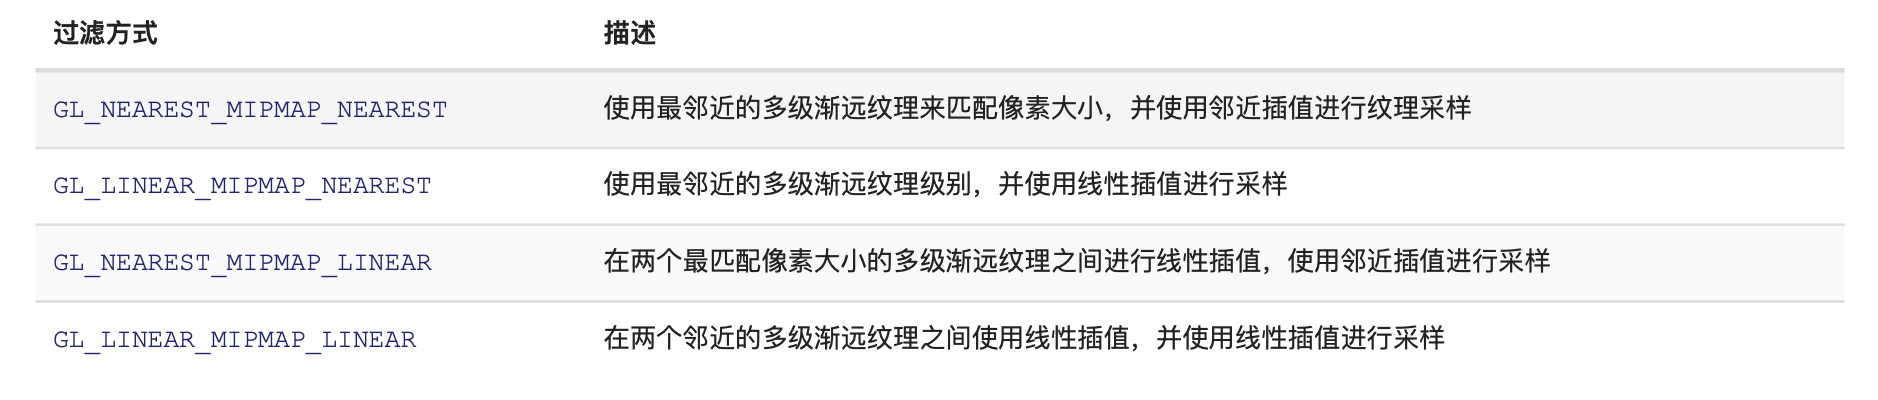 过滤方式 描述
GL_NEAREST_MIPMAP_NEAREST 使用最邻近的多级渐远纹理来匹配像素大小，并使用邻近插值进行纹理采样
GL_LINEAR_MIPMAP_NEAREST 使用最邻近的多级渐远纹理级别，并使用线性插值进行采样
GL_NEAREST_MIPMAP_LINEAR 在两个最匹配像素大小的多级渐远纹理之间进行线性插值，使用邻近插值进行采样
GL_LINEAR_MIPMAP_LINEAR 在两个邻近的多级渐远纹理之间使用线性插值，并使用线性插值进行采样